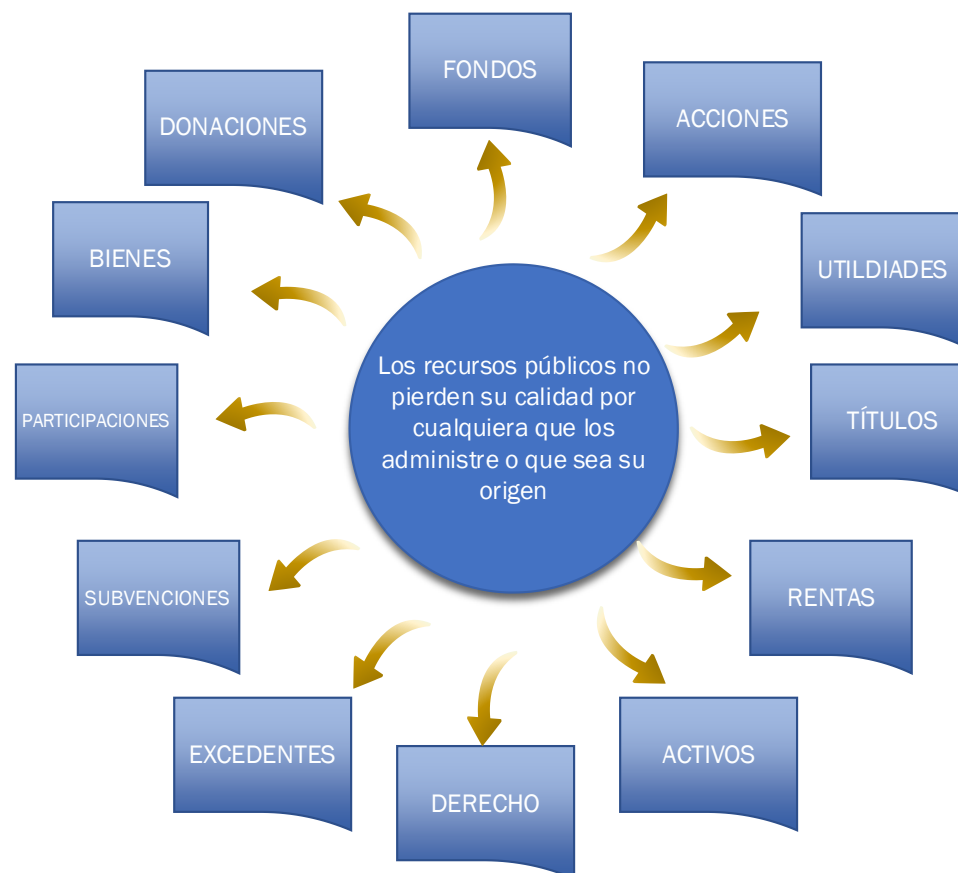 FONDOS
ACCIONES
DONACIONES
UTILDIADES
BIENES
Los recursos públicos no
pierden su calidad por
cualquiera que los
administre o que sea su
origen
PARTICIPACIONES
TÍTULOS
SUBVENCIONES
RENTAS
EXCEDENTES
DERECHO
ACTIVOS